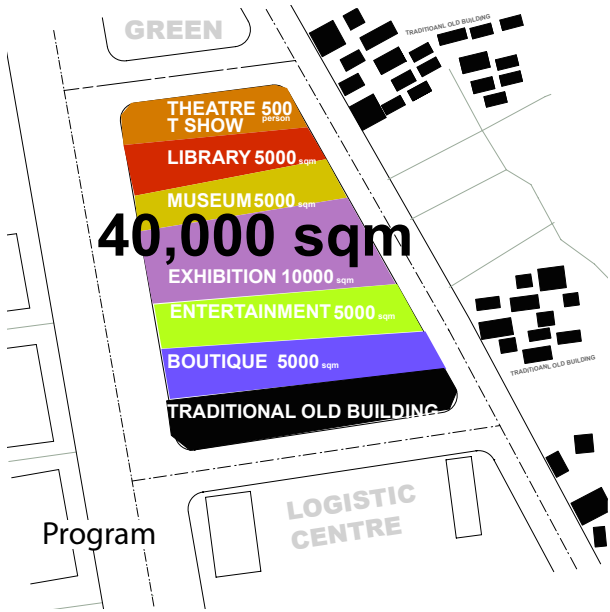 GREEN
TRADITIOANL OLD BUILDING
THEATRE 500
person
T SHOW
LIBRARY 5000 sqm
MUSEUM 5000 sqm
40,000 sqm
EXHIBITION 10000 sqm
ENTERTAINMENT 5000 sqm
BOUTIQUE 5000 sqm
TRADITIOANL OLD BUILDING
TRADITIONAL OLD BUILDING
LOGISTIC
CENTRE
Program